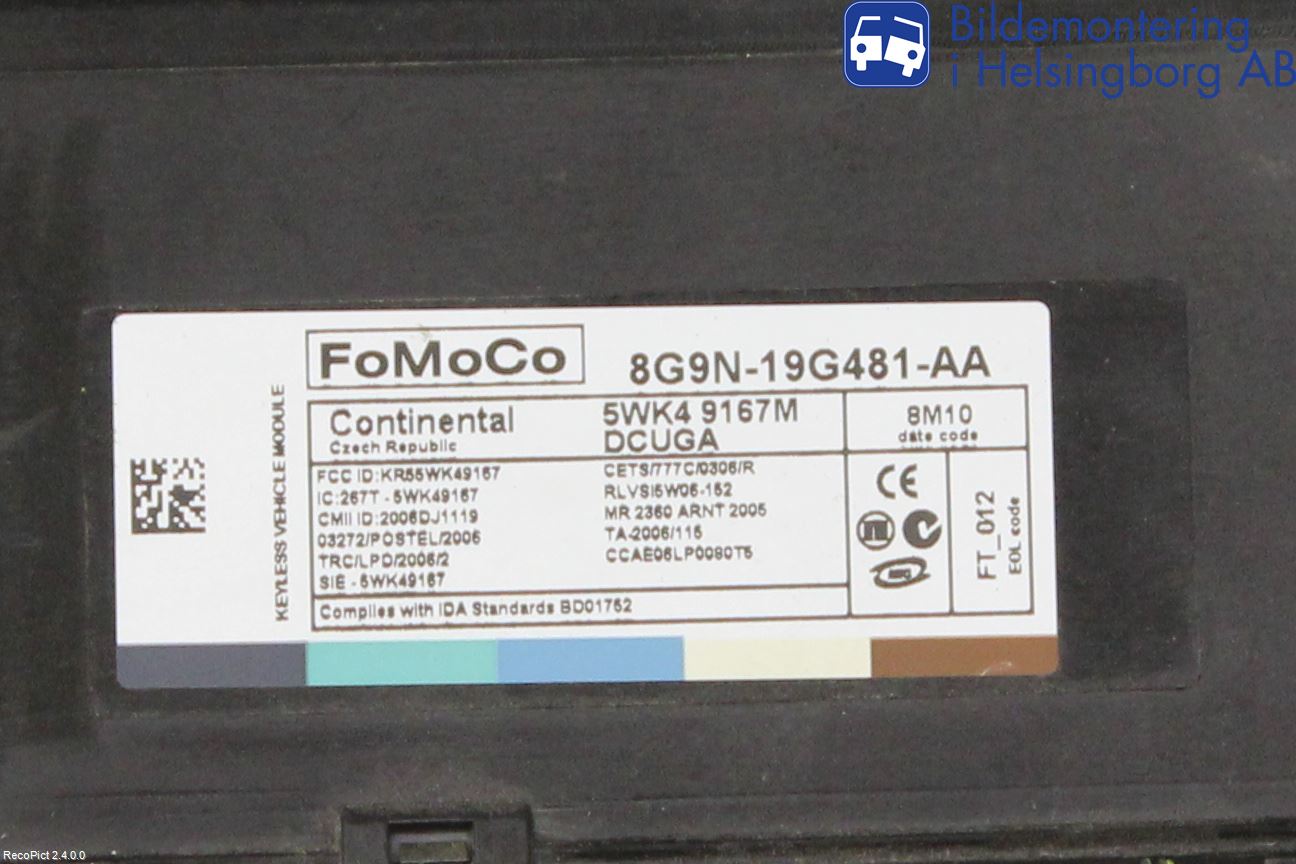 Bildemontering
i Helsingborg AB
FoMoCo
8G9N-19G481-AA
KEYLESS VEHICLE MODULE
Continental
Czech Republic
5WK4 9167M
DCUGA
8M10
date code
FCC ID:KR55WK49167
IC:267T - 5WK49167
CMII ID:2006DJ1119
03272/POSTEL/2006
TRC/LPD/2006/2
SIE - 5WK49167
CETS/777C/0306/R
RLVSI5W06-152
MR 2360 ARNT 2005
TA-2006/115
CCAE06LP0080T5
CE
FT_012
EOL code
Complies with IDA Standards BD01752
RecoPict 2.4.0.0